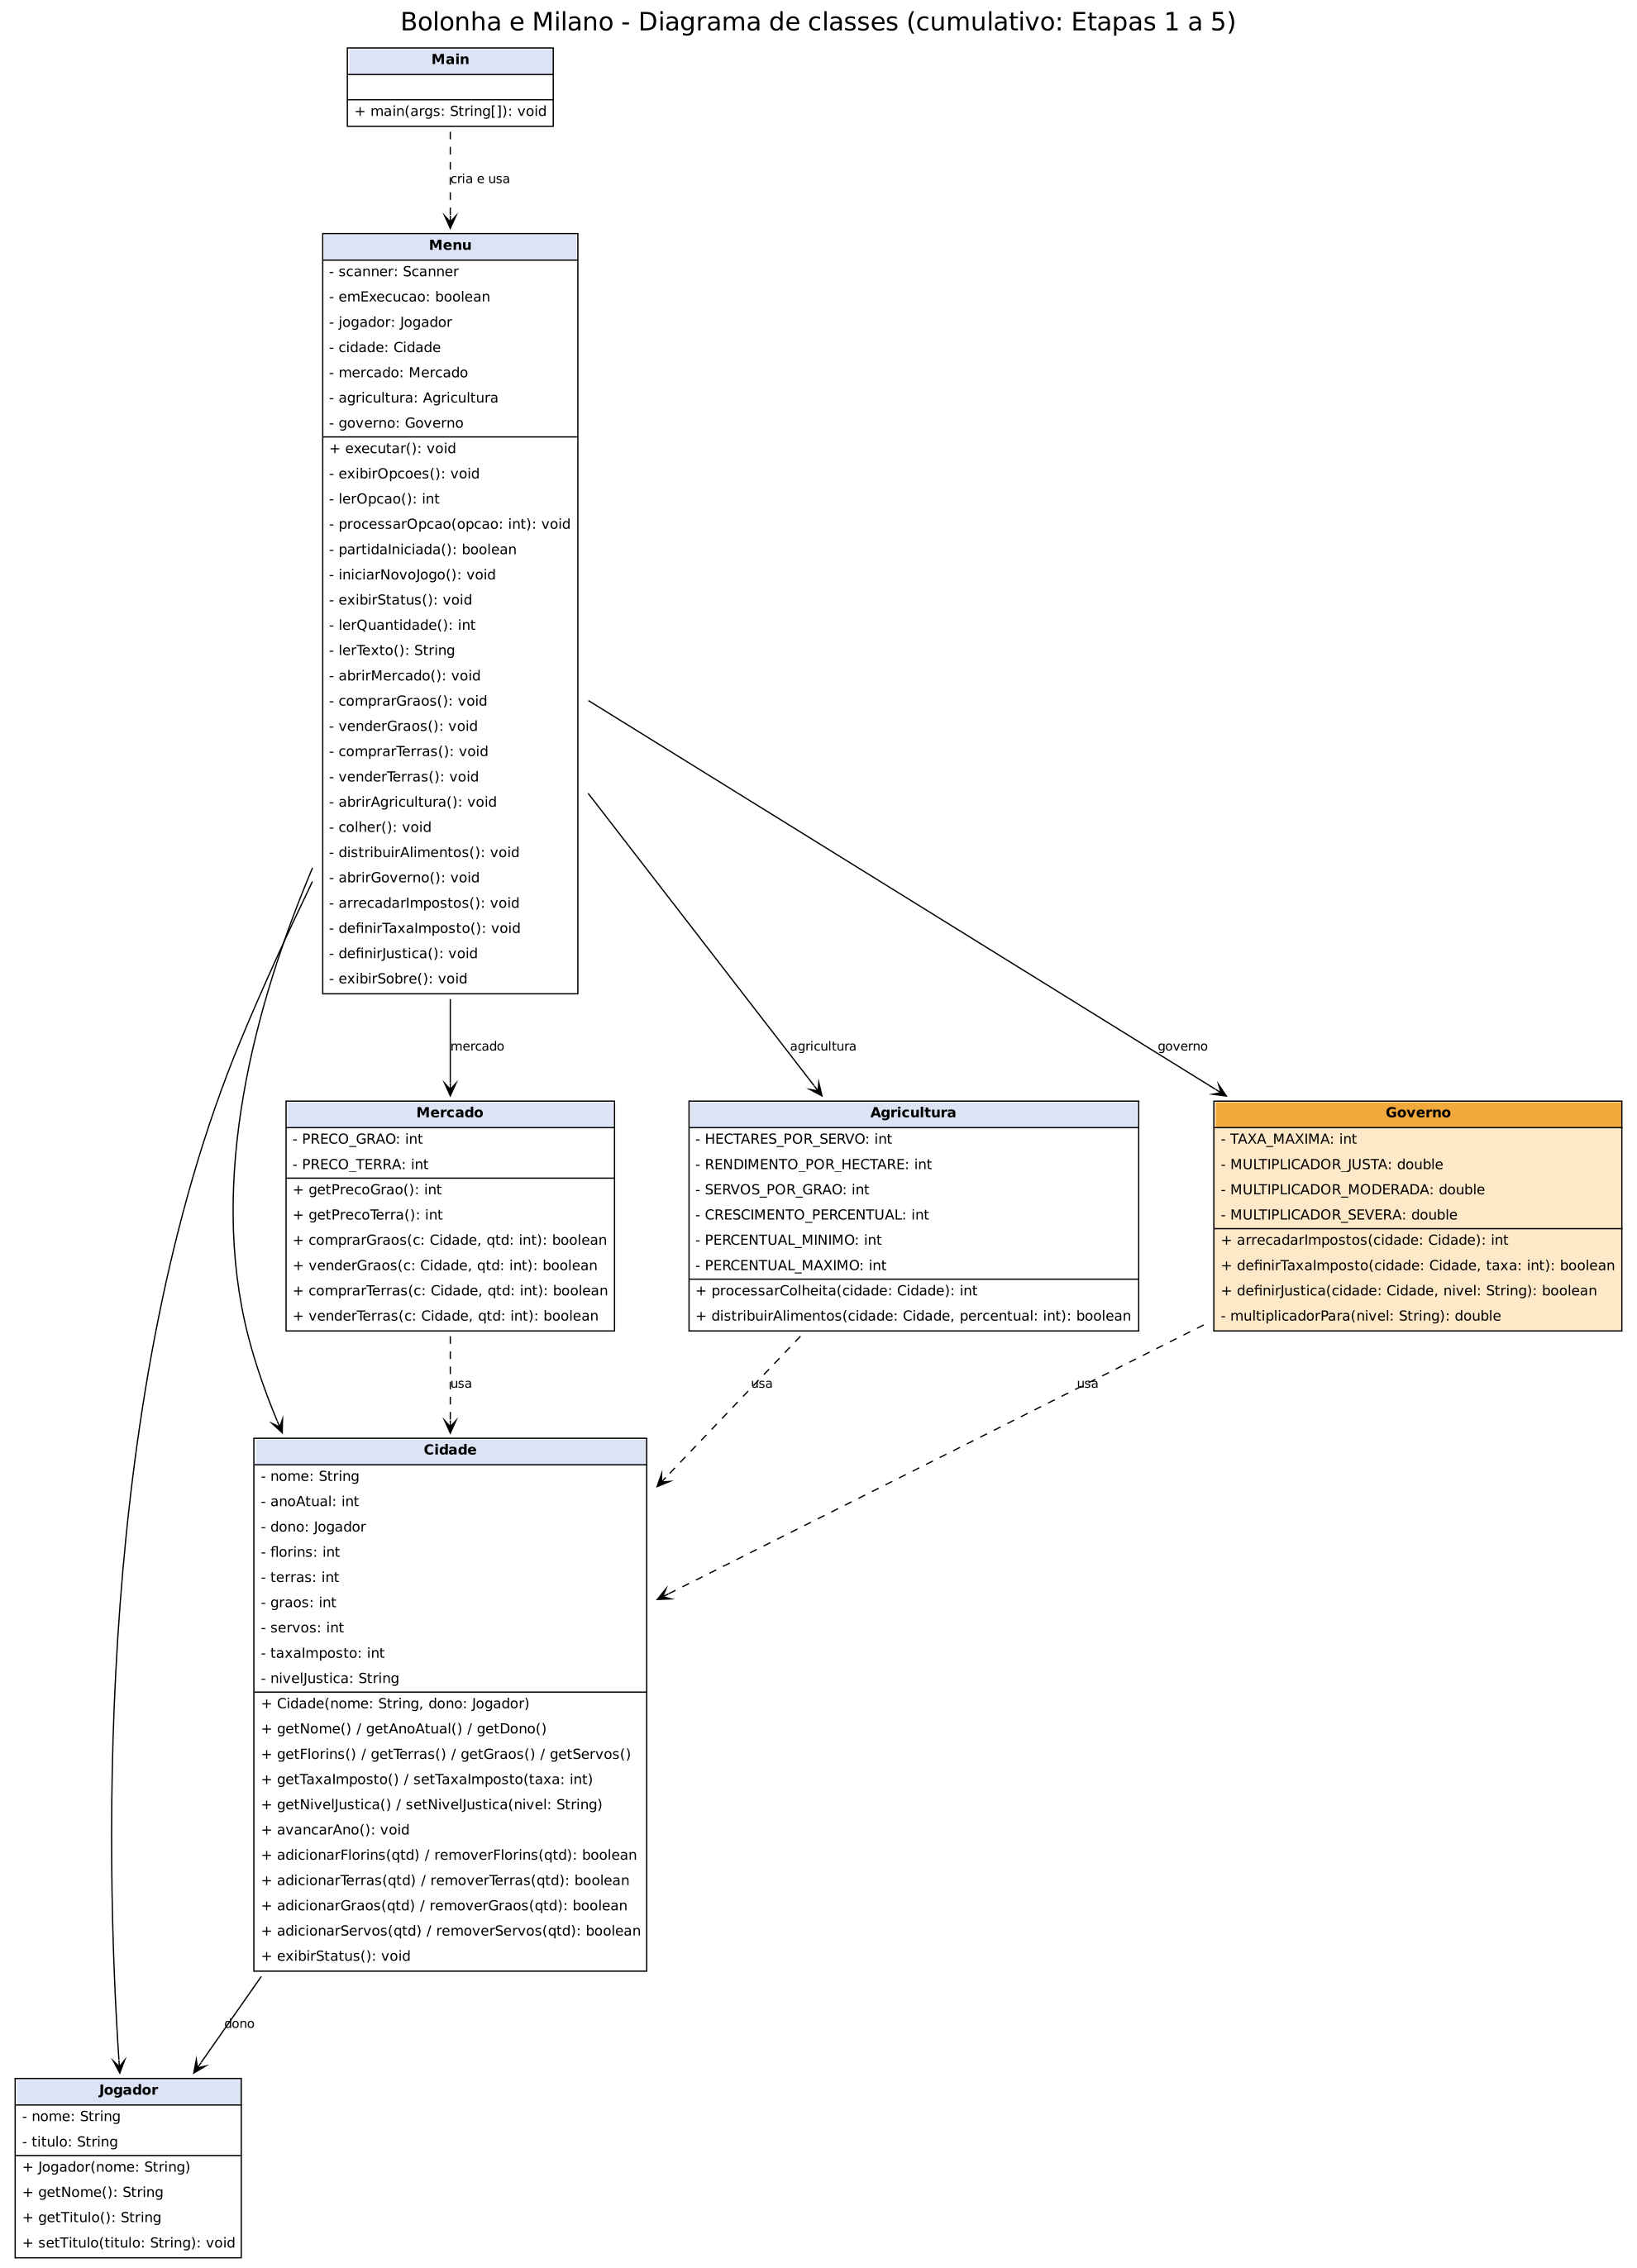 Bolonha e Milano - Diagrama de classes (cumulativo: Etapas 1 a 5)
Main
+ main(args: String[]): void
cria e usa
Menu
- scanner: Scanner
- emExecucao: boolean
- jogador: Jogador
- cidade: Cidade
- mercado: Mercado
- agricultura: Agricultura
- governo: Governo
+ executar(): void
- exibirOpcoes(): void
- lerOpcao(): int
- processarOpcao(opcao: int): void
- partidaIniciada(): boolean
- iniciarNovoJogo(): void
- exibirStatus(): void
- lerQuantidade(): int
- lerTexto(): String
- abrirMercado(): void
- comprarGraos(): void
- venderGraos(): void
- comprarTerras(): void
- venderTerras(): void
- abrirAgricultura(): void
- colher(): void
- distribuirAlimentos(): void
- abrirGoverno(): void
- arrecadarImpostos(): void
- definirTaxaImposto(): void
- definirJustica(): void
- exibirSobre(): void
mercado
agricultura
governo
Mercado
- PRECO_GRAO: int
- PRECO_TERRA: int
+ getPrecoGrao(): int
+ getPrecoTerra(): int
+ comprarGraos(c: Cidade, qtd: int): boolean
+ venderGraos(c: Cidade, qtd: int): boolean
+ comprarTerras(c: Cidade, qtd: int): boolean
+ venderTerras(c: Cidade, qtd: int): boolean
Agricultura
- HECTARES_POR_SERVO: int
- RENDIMENTO_POR_HECTARE: int
- SERVOS_POR_GRAO: int
- CRESCIMENTO_PERCENTUAL: int
- PERCENTUAL_MINIMO: int
- PERCENTUAL_MAXIMO: int
+ processarColheita(cidade: Cidade): int
+ distribuirAlimentos(cidade: Cidade, percentual: int): boolean
Governo
- TAXA_MAXIMA: int
- MULTIPLICADOR_JUSTA: double
- MULTIPLICADOR_MODERADA: double
- MULTIPLICADOR_SEVERA: double
+ arrecadarImpostos(cidade: Cidade): int
+ definirTaxaImposto(cidade: Cidade, taxa: int): boolean
+ definirJustica(cidade: Cidade, nivel: String): boolean
- multiplicadorPara(nivel: String): double
usa
usa
usa
Cidade
- nome: String
- anoAtual: int
- dono: Jogador
- florins: int
- terras: int
- graos: int
- servos: int
- taxaImposto: int
- nivelJustica: String
+ Cidade(nome: String, dono: Jogador)
+ getNome() / getAnoAtual() / getDono()
+ getFlorins() / getTerras() / getGraos() / getServos()
+ getTaxaImposto() / setTaxaImposto(taxa: int)
+ getNivelJustica() / setNivelJustica(nivel: String)
+ avancarAno(): void
+ adicionarFlorins(qtd) / removerFlorins(qtd): boolean
+ adicionarTerras(qtd) / removerTerras(qtd): boolean
+ adicionarGraos(qtd) / removerGraos(qtd): boolean
+ adicionarServos(qtd) / removerServos(qtd): boolean
+ exibirStatus(): void
dono
Jogador
- nome: String
- titulo: String
+ Jogador(nome: String)
+ getNome(): String
+ getTitulo(): String
+ setTitulo(titulo: String): void